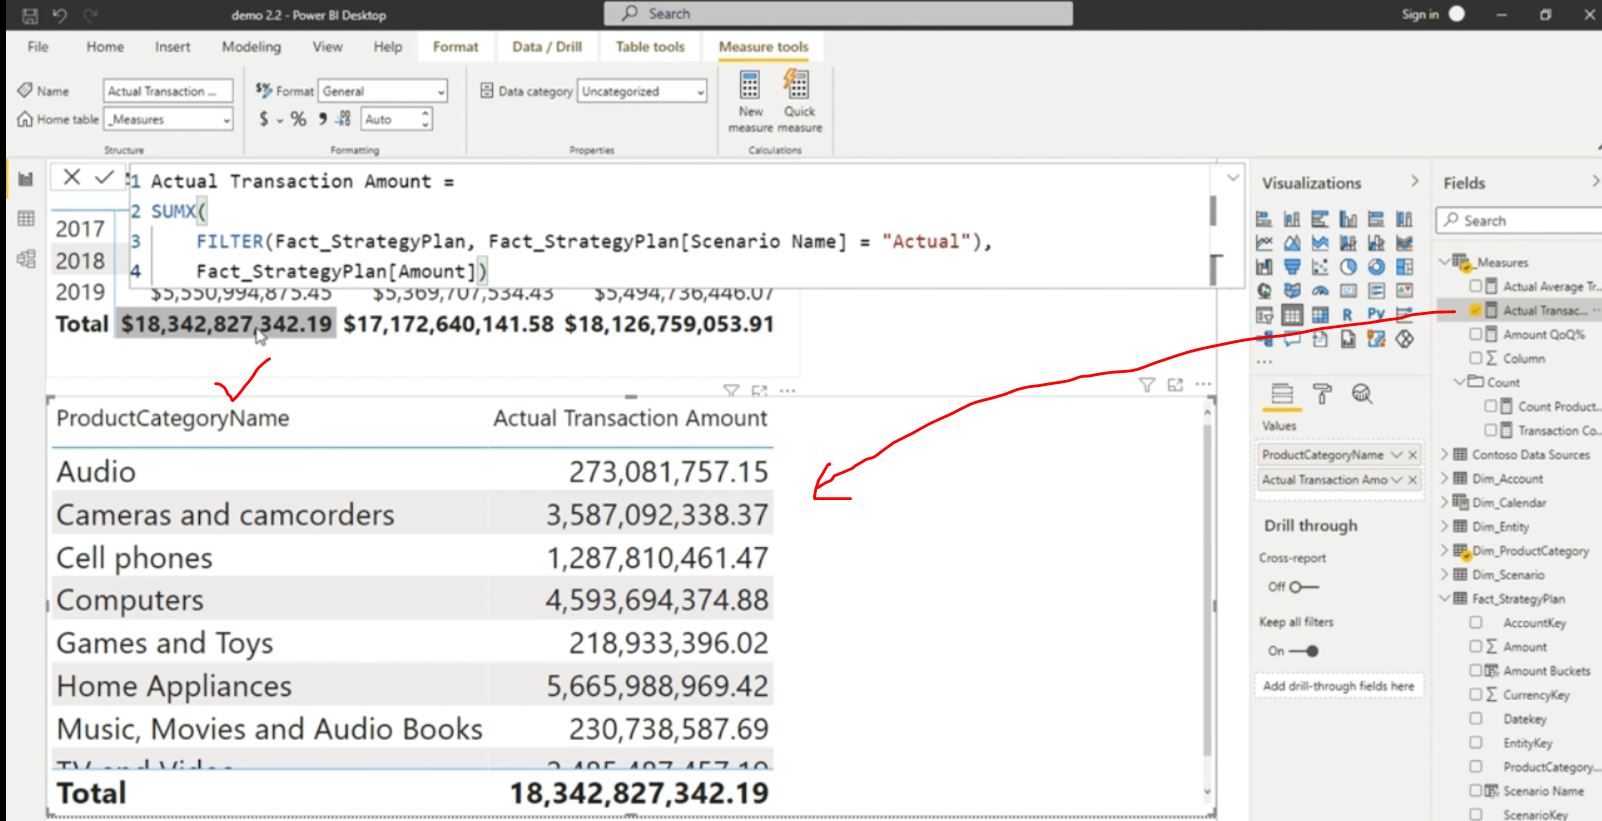 demo 2.2 - Power BI Desktop
Search
Sign in
File Home Insert Modeling View Help Format Data / Drill Table tools Measure tools
Name Actual Transaction ...
Home table _Measures
Structure
Format General
$ % 9 Auto
Formatting
Data category Uncategorized
Properties
New measure
Quick measure
Calculations
1 Actual Transaction Amount =
2 SUMX(
3 FILTER(Fact_StrategyPlan, Fact_StrategyPlan[Scenario Name] = "Actual"),
4 Fact_StrategyPlan[Amount])
2017
2018
2019 $5,550,994,875.45 $5,369,707,534.43 $5,494,736,446.07
Total $18,342,827,342.19 $17,172,640,141.58 $18,126,759,053.91
ProductCategoryName Actual Transaction Amount
Audio 273,081,757.15
Cameras and camcorders 3,587,092,338.37
Cell phones 1,287,810,461.47
Computers 4,593,694,374.88
Games and Toys 218,933,396.02
Home Appliances 5,665,988,969.42
Music, Movies and Audio Books 230,738,587.69
TV and Video 2,485,487,457.19
Total 18,342,827,342.19
Visualizations
R Py
...
Values
ProductCategoryName
Actual Transaction Amo
Drill through
Cross-report
Off
Keep all filters
On
Add drill-through fields here
Fields
Search
_Measures
Actual Average Tr...
Actual Transac... ...
Amount QoQ%
Column
Count
Count Product...
Transaction Co...
Contoso Data Sources
Dim_Account
Dim_Calendar
Dim_Entity
Dim_ProductCategory
Dim_Scenario
Fact_StrategyPlan
AccountKey
Amount
Amount Buckets
CurrencyKey
Datekey
EntityKey
ProductCategory...
Scenario Name
ScenarioKey